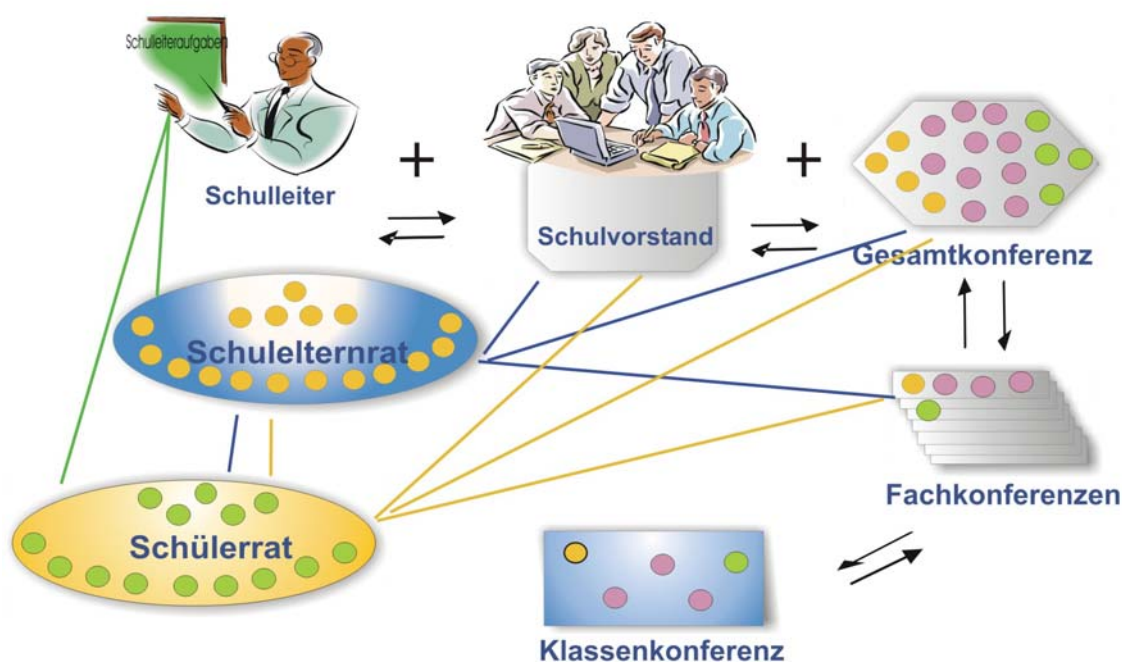 Schulleiteraufgaben
+
+
Schulleiter
Schulvorstand
Gesamtkonferenz
Schulelternrat
Fachkonferenzen
Schülerrat
Klassenkonferenz